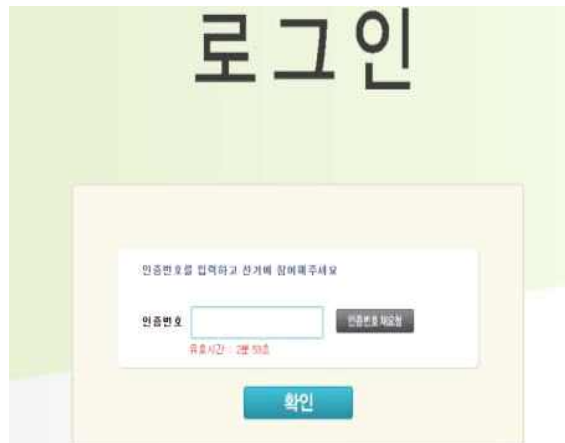 로그인
인증번호를 입력하고 선거에 참여해주세요
인증번호
인증번호 재요청
유효시간 : 2분 53초
확인